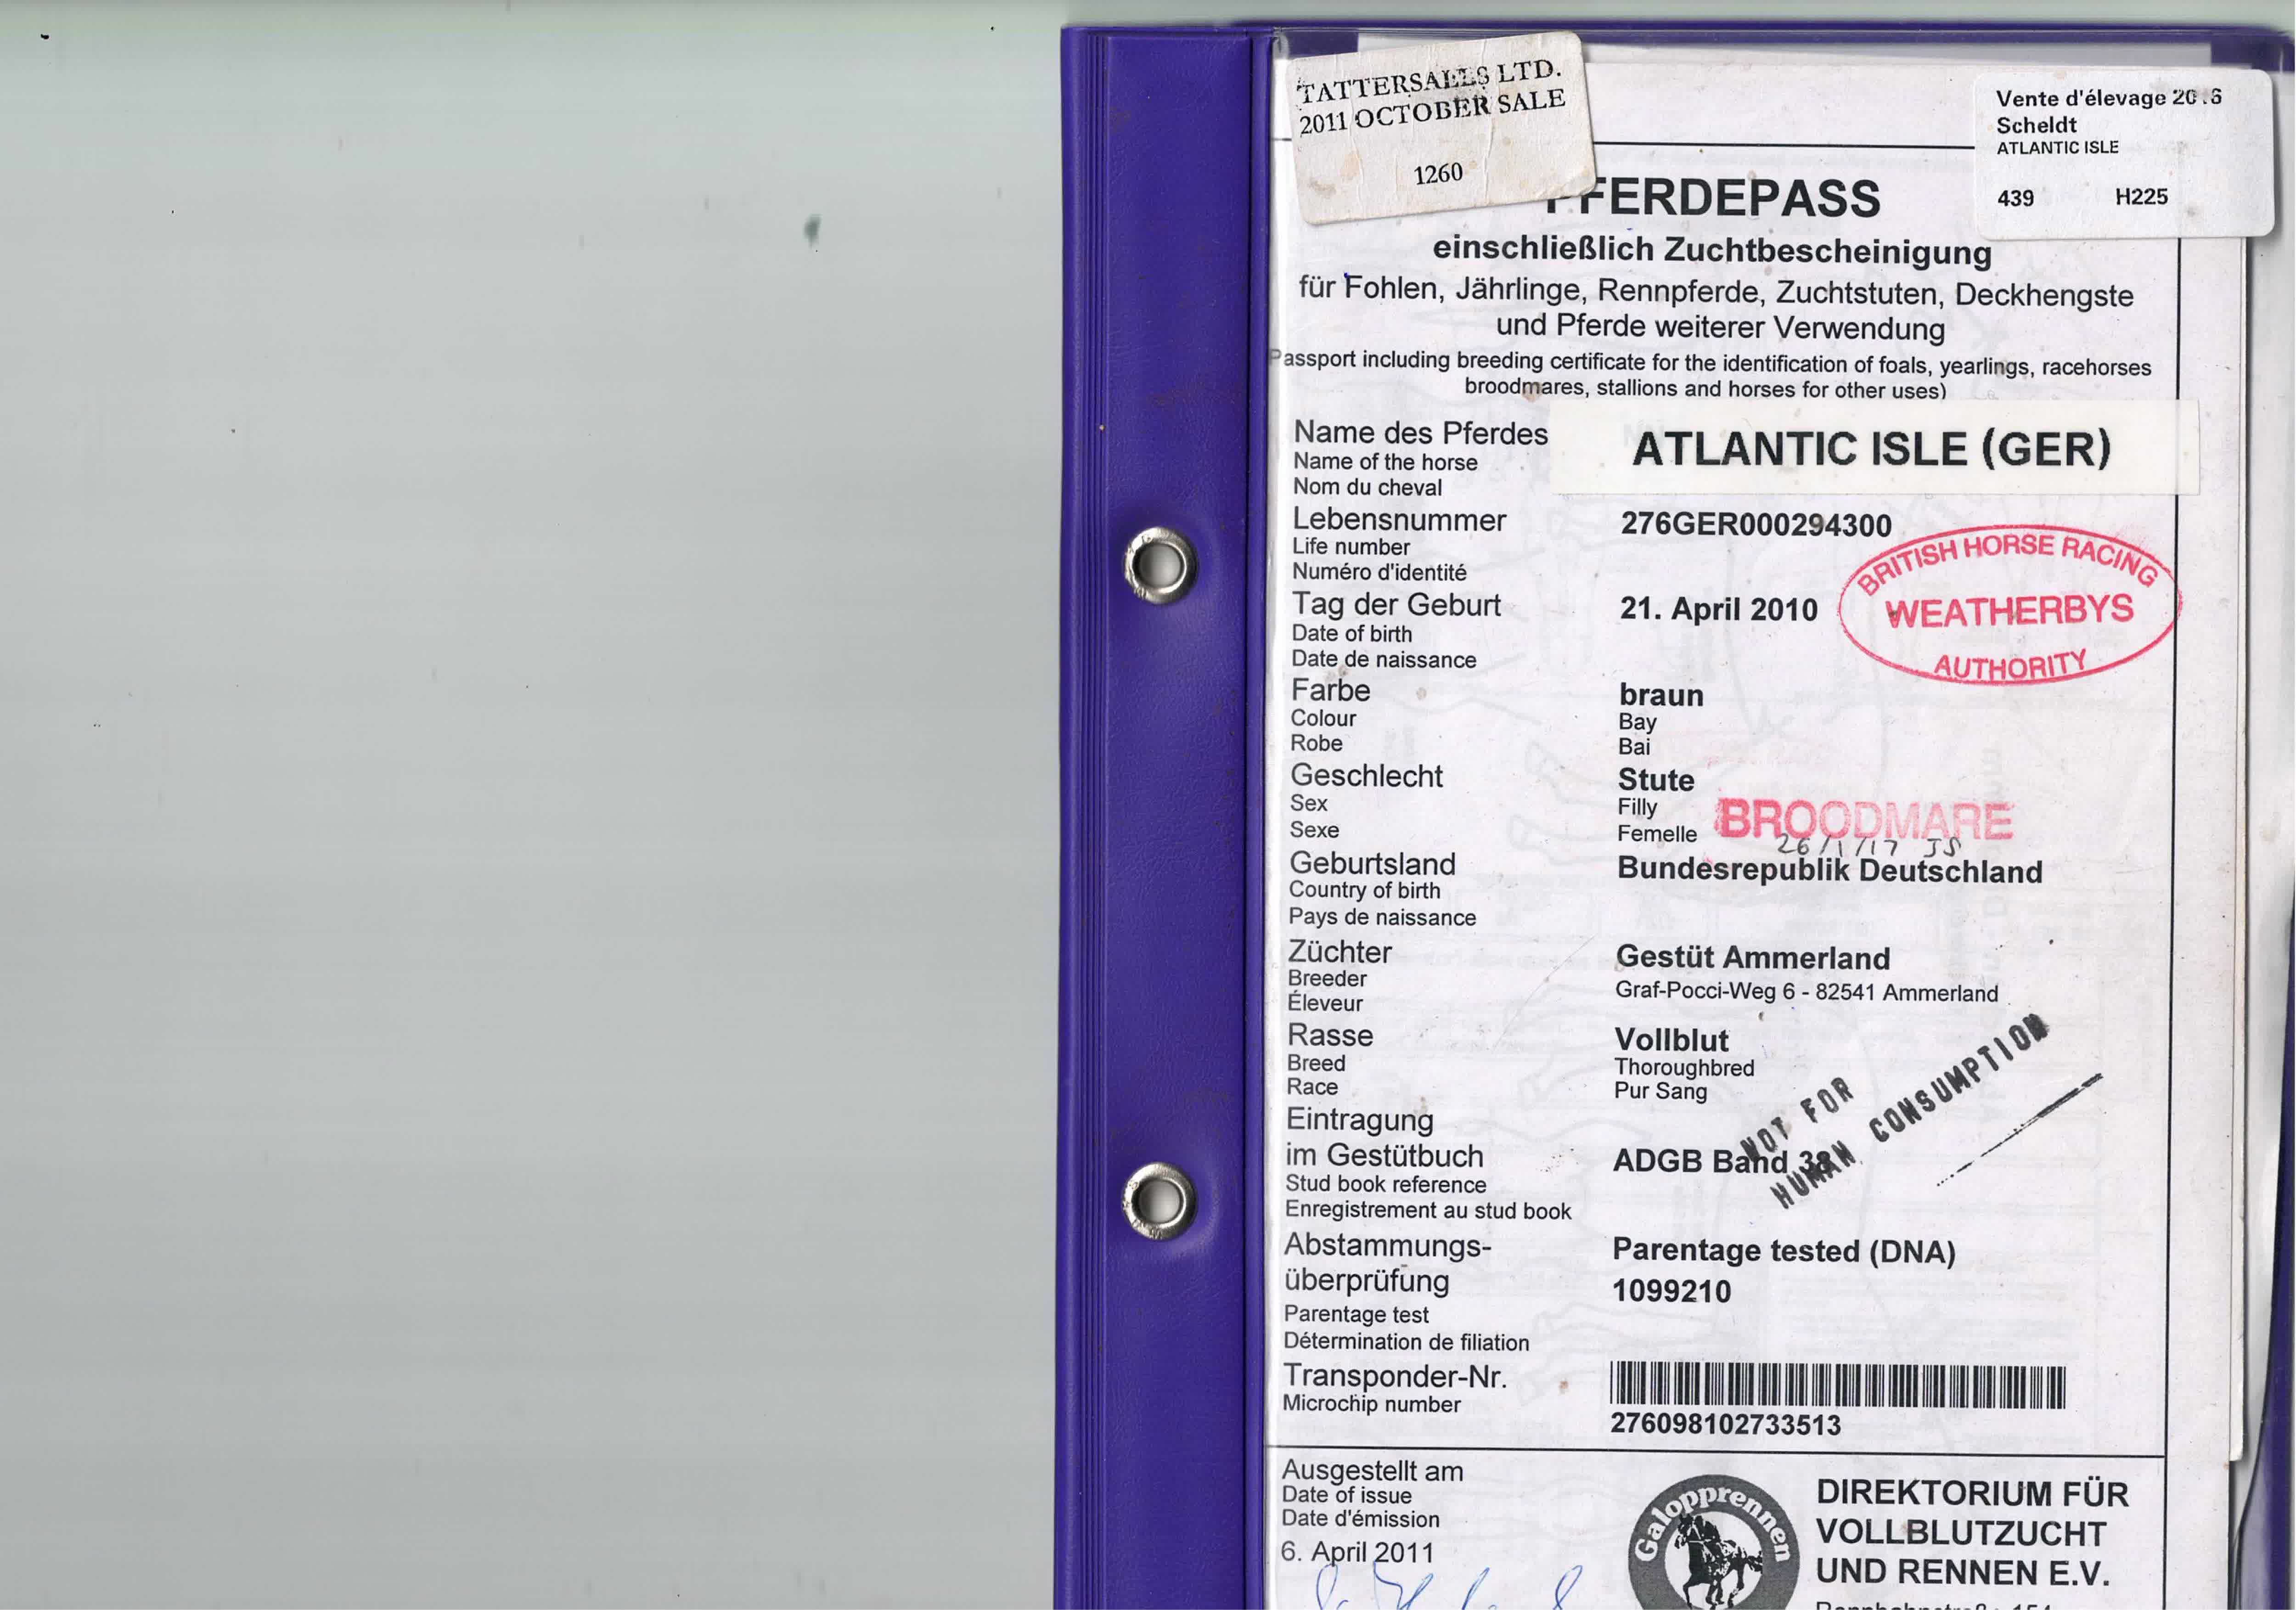 TATTERSALLS LTD.
2011 OCTOBER SALE
1260
Vente d'élevage
Scheldt
ATLANTIC ISLE
439 H225
einschließlich Zuchtbescheinigung
für Fohlen, Jährlinge, Rennpferde, Zuchtstuten, Deckhengste
und Pferde weiterer Verwendung
Passport including breeding certificate for the identification of foals, yearlings, racehorses
broodmares, stallions and horses for other uses)
Name des Pferdes ATLANTIC ISLE (GER)
Name of the horse
Nom du cheval
Lebensnummer 276GER000294300
Life number
Numéro d'identité
BRITISH HORSE RACING
WEATHERBYS
AUTHORITY
Tag der Geburt 21. April 2010
Date of birth
Date de naissance
Farbe braun
Colour Bay
Robe Bai
Geschlecht Stute
Sex Filly
Sexe Femelle
BROODMARE
26/1/17 JS
Geburtsland Bundesrepublik Deutschland
Country of birth
Pays de naissance
Züchter Gestüt Ammerland
Breeder Graf-Pocci-Weg 6 - 82541 Ammerland
Éleveur
Rasse Vollblut
Breed Thoroughbred
Race Pur Sang
NOT FOR
HUMAN CONSUMPTION
Eintragung
im Gestütbuch ADGB Band 38
Stud book reference
Enregistrement au stud book
Abstammungs- Parentage tested (DNA)
überprüfung 1099210
Parentage test
Détermination de filiation
Transponder-Nr.
Microchip number 276098102733513
Ausgestellt am
Date of issue
Date d'émission
6. April 2011
Galopprennen
DIREKTORIUM FÜR
VOLLBLUTZUCHT
UND RENNEN E.V.